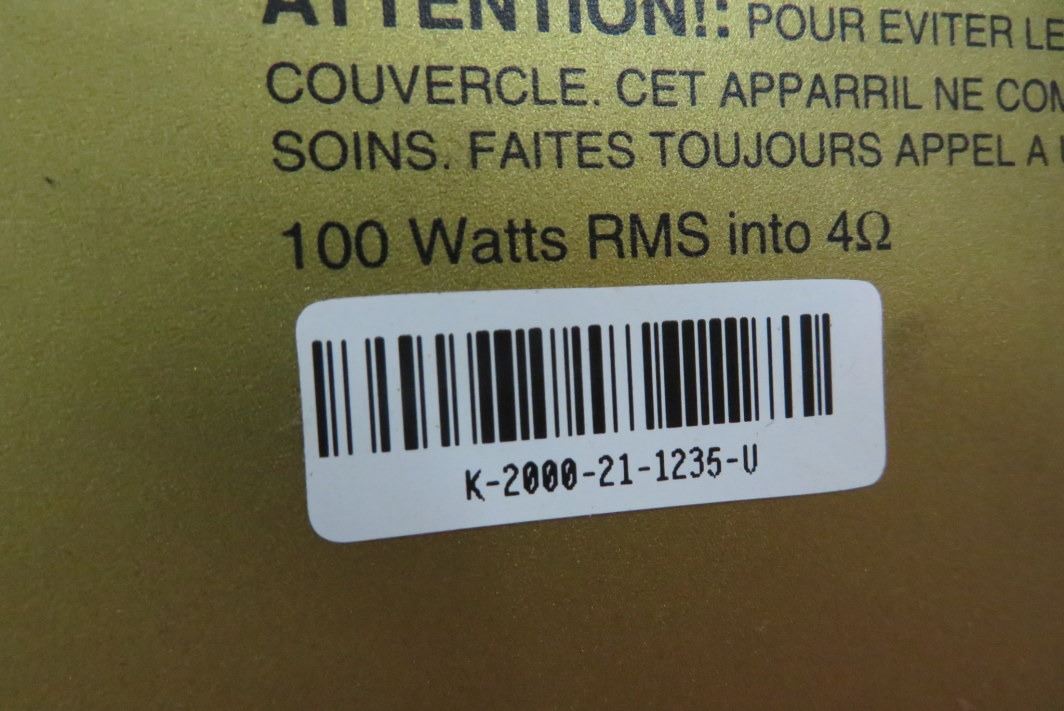 ATTENTION!: POUR EVITER LE
COUVERCLE. CET APPARRIL NE COM
SOINS. FAITES TOUJOURS APPEL A
100 Watts RMS into 4Ω
K-2000-21-1235-U